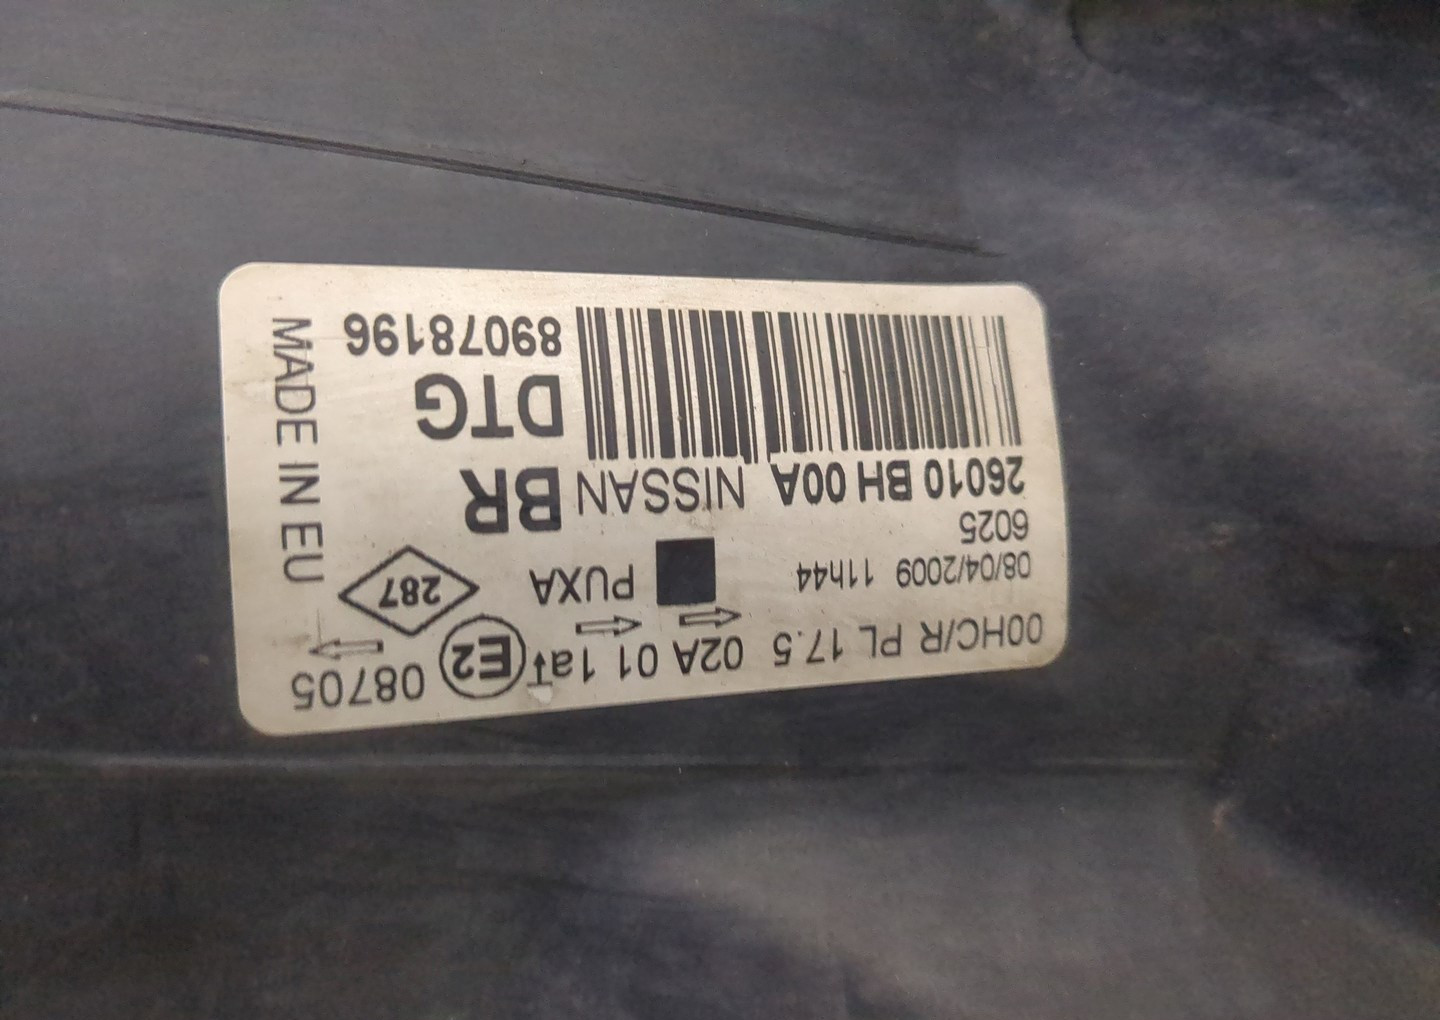 00HC/R PL 17.5 02A 01 1a E2 08705
08/04/2009 11h44 PUXA 287
6025
26010 BH 00A NISSAN BR
DTG
89078196
MADE IN EU